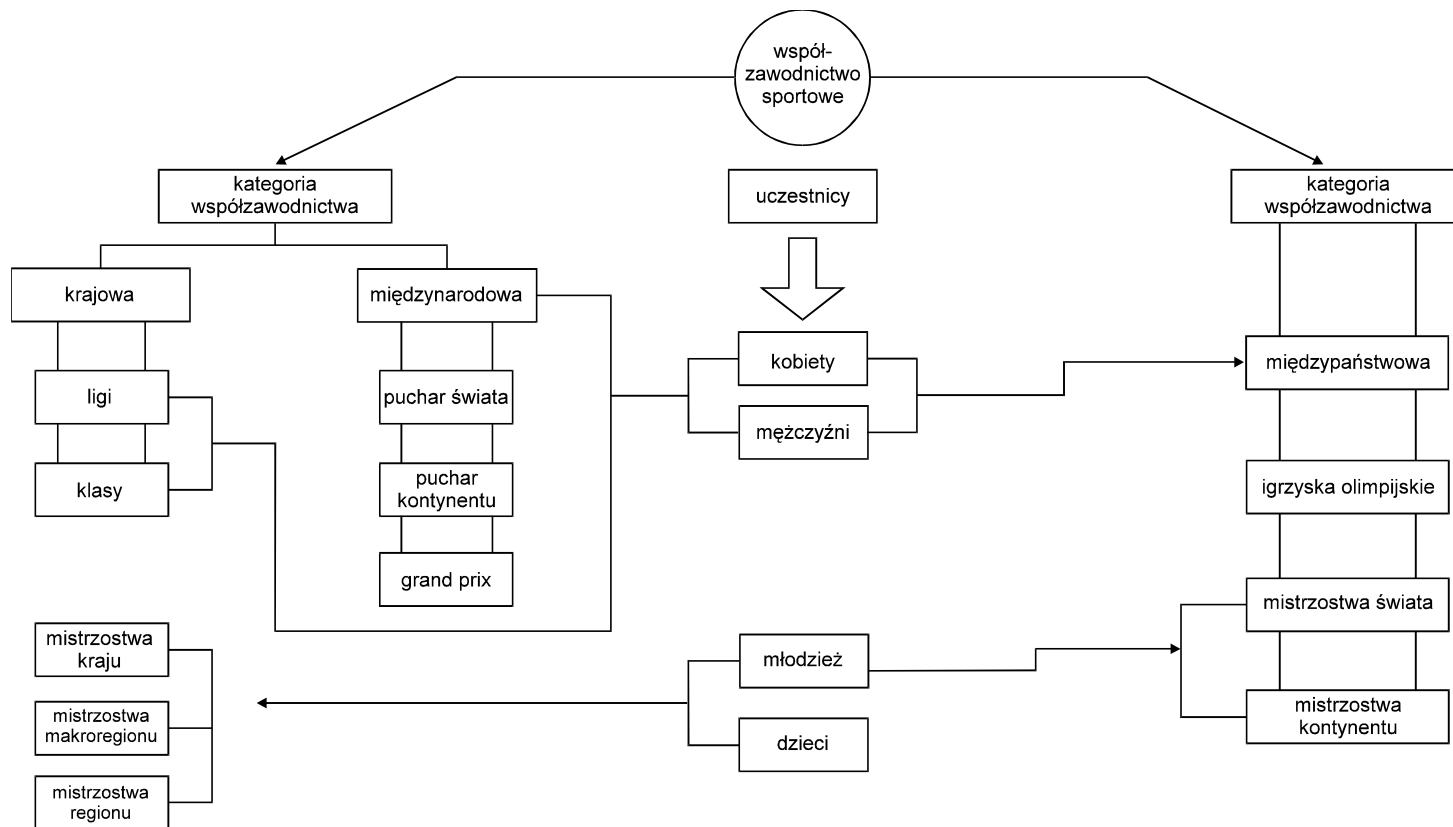 współ-
zawodnictwo
sportowe
kategoria
współzawodnictwa
uczestnicy
kategoria
współzawodnictwa
krajowa
międzynarodowa
kobiety
międzypaństwowa
ligi
puchar świata
mężczyźni
klasy
puchar
kontynentu
igrzyska olimpijskie
grand prix
mistrzostwa świata
mistrzostwa
kraju
młodzież
mistrzostwa
kontynentu
mistrzostwa
makroregionu
dzieci
mistrzostwa
regionu